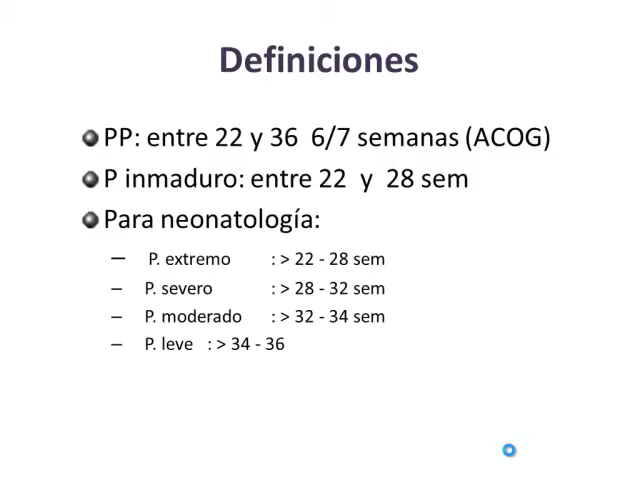 Definiciones
PP: entre 22 y 36 6/7 semanas (ACOG)
P inmaduro: entre 22 y 28 sem
Para neonatología:
– P. extremo : > 22 - 28 sem
– P. severo : > 28 - 32 sem
– P. moderado : > 32 - 34 sem
– P. leve : > 34 - 36